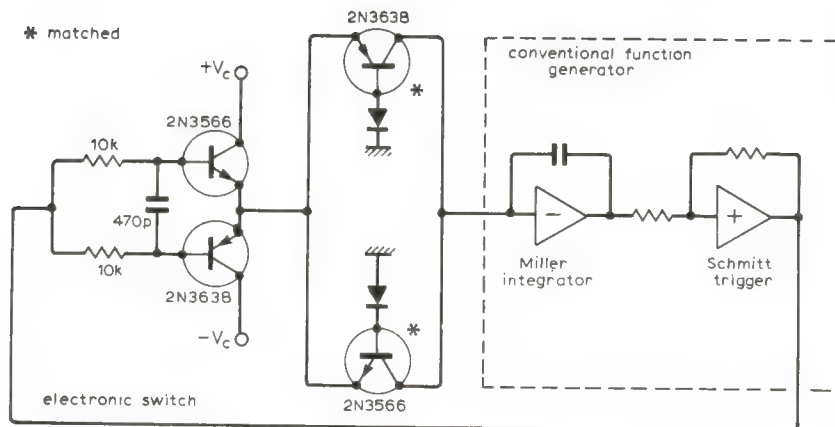 * matched
2N3638
conventional function
generator
+Vc
2N3566
10k
*
470p
10k
2N3638
−
Miller
integrator
+
Schmitt
trigger
−Vc
*
electronic switch
2N3566